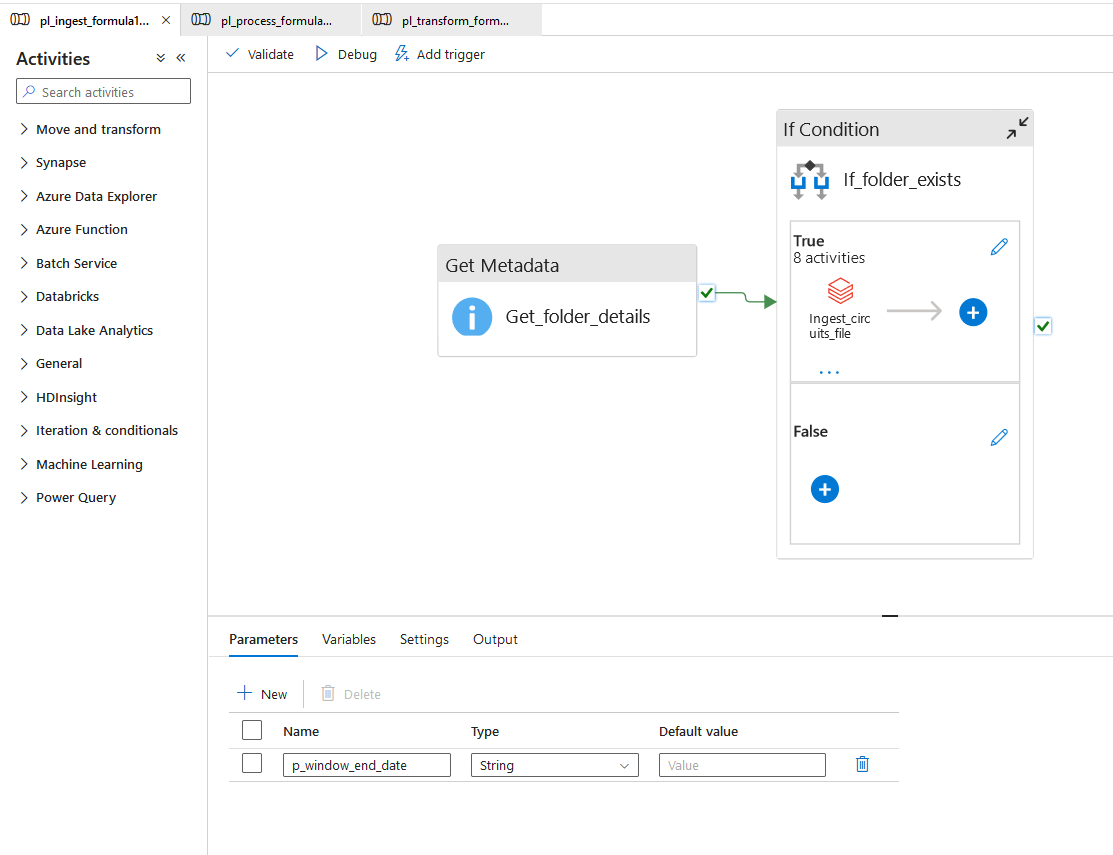 pl_ingest_formula1...
pl_process_formula...
pl_transform_form...
Activities
Validate
Debug
Add trigger
Search activities
Move and transform
Synapse
Azure Data Explorer
Azure Function
Batch Service
Databricks
Data Lake Analytics
General
HDInsight
Iteration & conditionals
Machine Learning
Power Query
Get Metadata
Get_folder_details
If Condition
If_folder_exists
True
8 activities
Ingest_circ
uits_file
...
False
Parameters
Variables
Settings
Output
New
Delete
Name
Type
Default value
p_window_end_date
String
Value